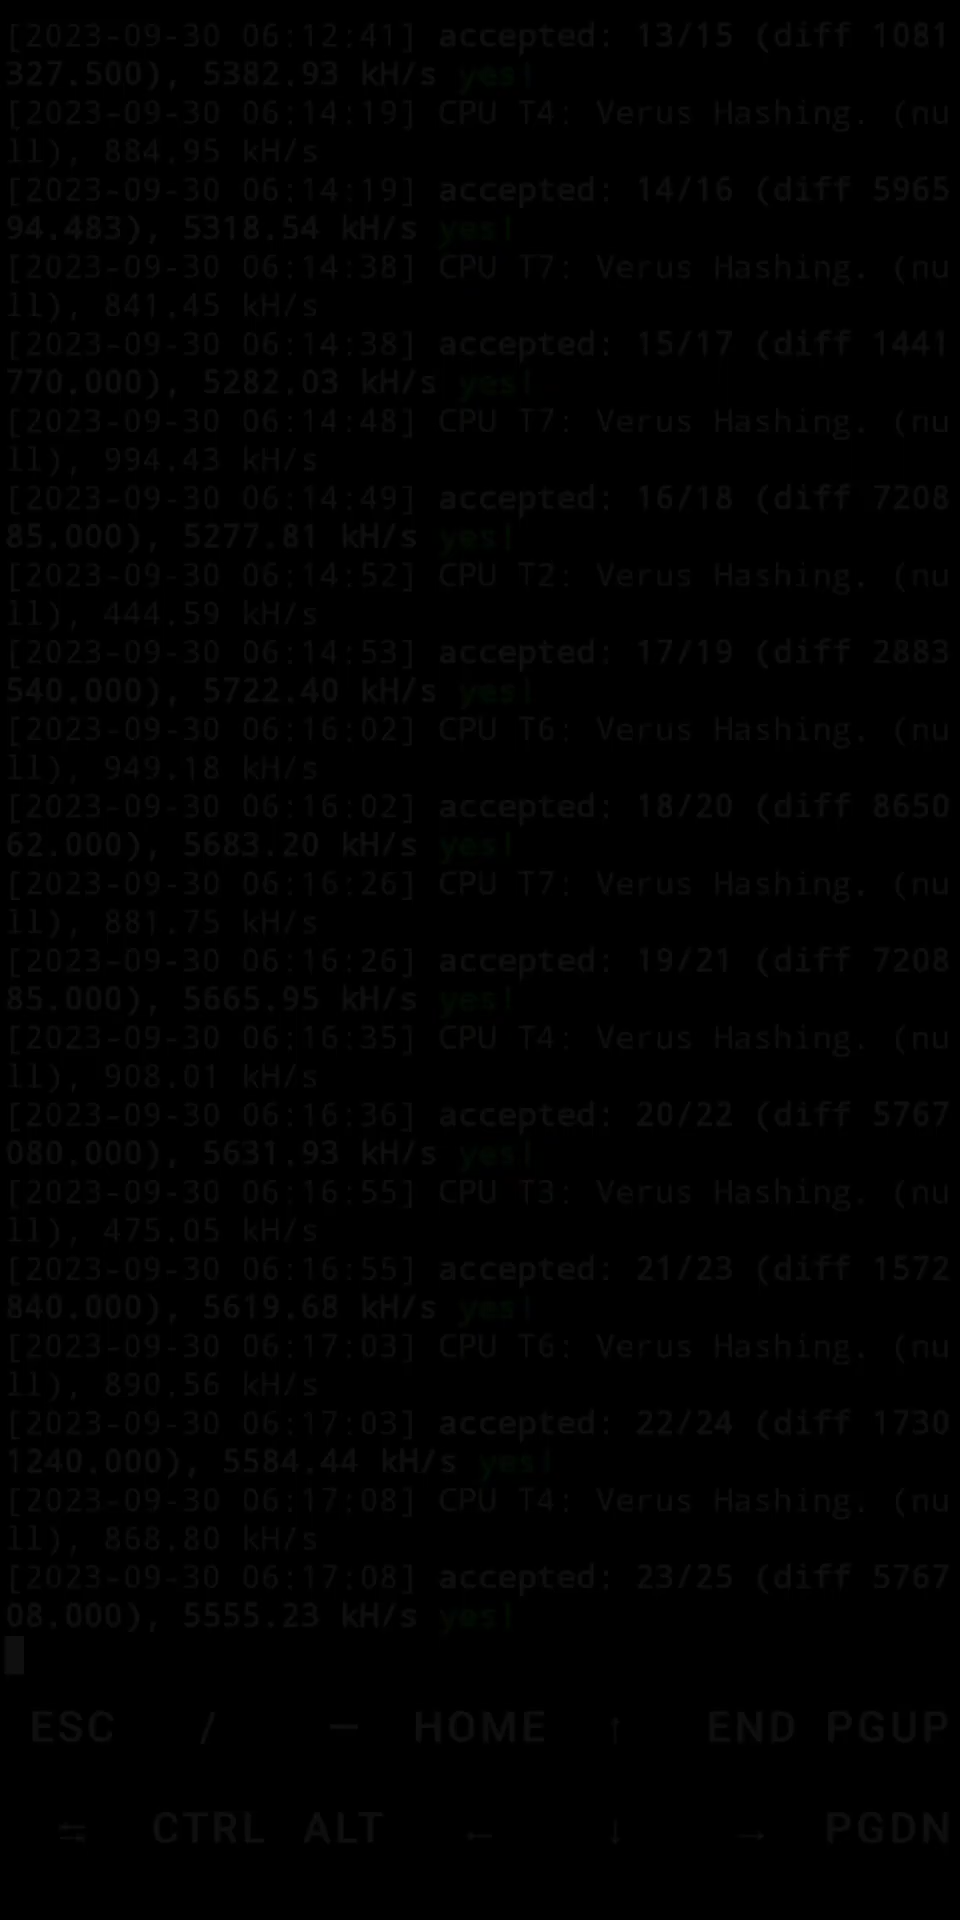 [2023-09-30 06:12:41] accepted: 13/15 (diff 1081
327.500), 5382.93 kH/s yes!
[2023-09-30 06:14:19] CPU T4: Verus Hashing. (nu
ll), 884.95 kH/s
[2023-09-30 06:14:19] accepted: 14/16 (diff 5965
94.483), 5318.54 kH/s yes!
[2023-09-30 06:14:38] CPU T7: Verus Hashing. (nu
ll), 841.45 kH/s
[2023-09-30 06:14:38] accepted: 15/17 (diff 1441
770.000), 5282.03 kH/s yes!
[2023-09-30 06:14:48] CPU T7: Verus Hashing. (nu
ll), 994.43 kH/s
[2023-09-30 06:14:49] accepted: 16/18 (diff 7208
85.000), 5277.81 kH/s yes!
[2023-09-30 06:14:52] CPU T2: Verus Hashing. (nu
ll), 444.59 kH/s
[2023-09-30 06:14:53] accepted: 17/19 (diff 2883
540.000), 5722.40 kH/s yes!
[2023-09-30 06:16:02] CPU T6: Verus Hashing. (nu
ll), 949.18 kH/s
[2023-09-30 06:16:02] accepted: 18/20 (diff 8650
62.000), 5683.20 kH/s yes!
[2023-09-30 06:16:26] CPU T7: Verus Hashing. (nu
ll), 881.75 kH/s
[2023-09-30 06:16:26] accepted: 19/21 (diff 7208
85.000), 5665.95 kH/s yes!
[2023-09-30 06:16:35] CPU T4: Verus Hashing. (nu
ll), 908.01 kH/s
[2023-09-30 06:16:36] accepted: 20/22 (diff 5767
080.000), 5631.93 kH/s yes!
[2023-09-30 06:16:55] CPU T3: Verus Hashing. (nu
ll), 475.05 kH/s
[2023-09-30 06:16:55] accepted: 21/23 (diff 1572
840.000), 5619.68 kH/s yes!
[2023-09-30 06:17:03] CPU T6: Verus Hashing. (nu
ll), 890.56 kH/s
[2023-09-30 06:17:03] accepted: 22/24 (diff 1730
1240.000), 5584.44 kH/s yes!
[2023-09-30 06:17:08] CPU T4: Verus Hashing. (nu
ll), 868.80 kH/s
[2023-09-30 06:17:08] accepted: 23/25 (diff 5767
08.000), 5555.23 kH/s yes!
ESC / — HOME ↑ END PGUP
⇆ CTRL ALT ← ↓ → PGDN